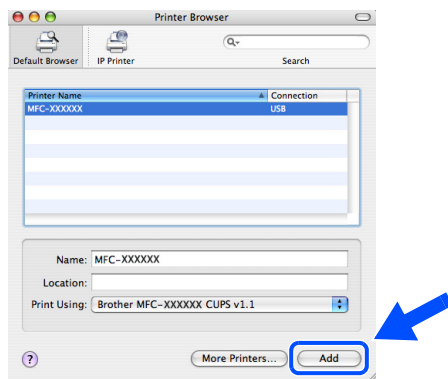 Printer Browser
Default Browser IP Printer Search
Printer Name Connection
MFC-XXXXXX USB
Name: MFC-XXXXXX
Location:
Print Using: Brother MFC-XXXXXX CUPS v1.1
? More Printers... Add